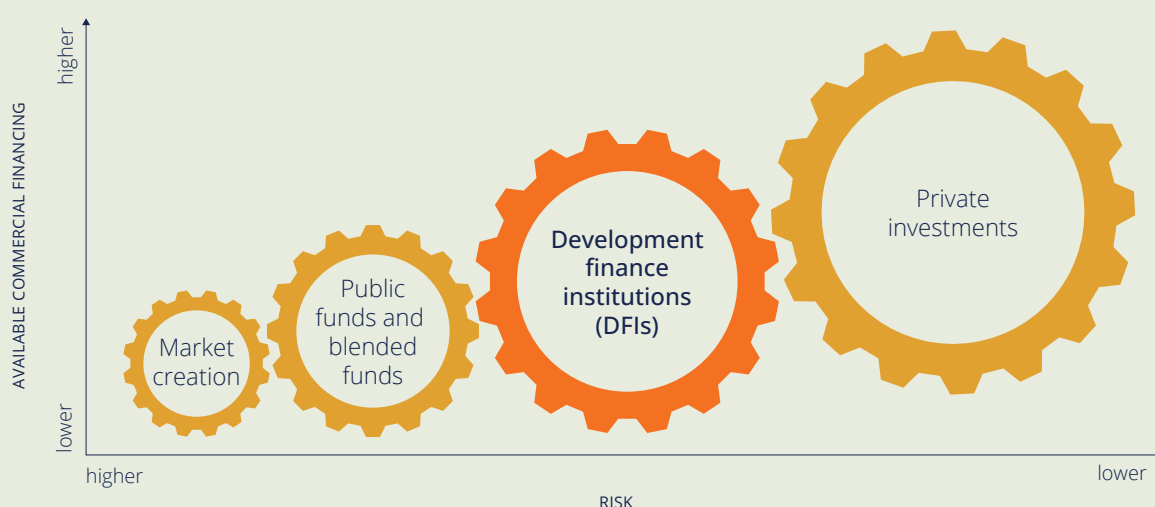 higher
AVAILABLE COMMERCIAL FINANCING
lower
Market
creation
Public
funds and
blended
funds
Development
finance
institutions
(DFIs)
Private
investments
higher
lower
RISK